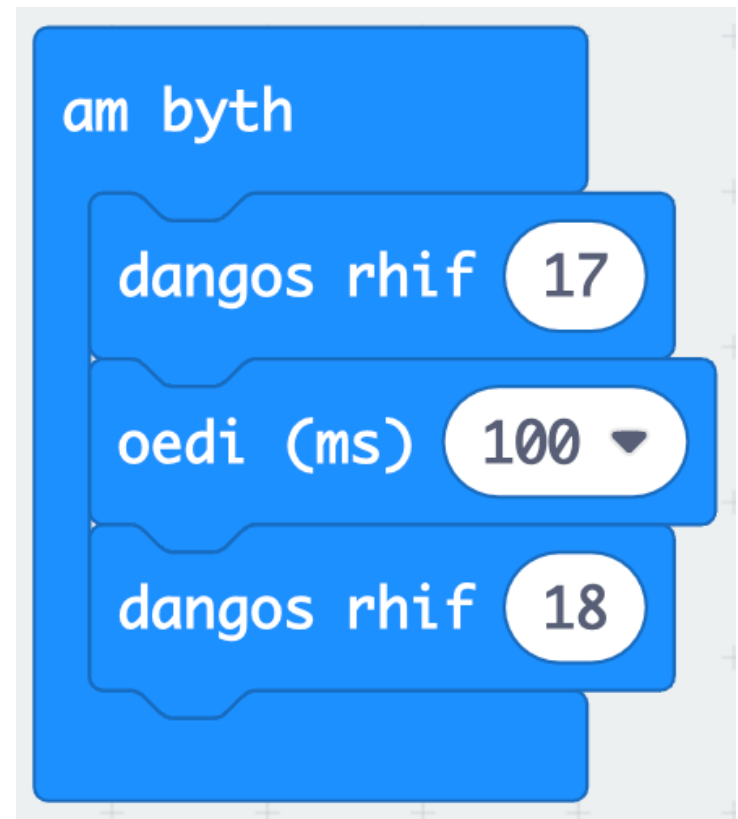 am byth
dangos rhif 17
oedi (ms) 100
dangos rhif 18